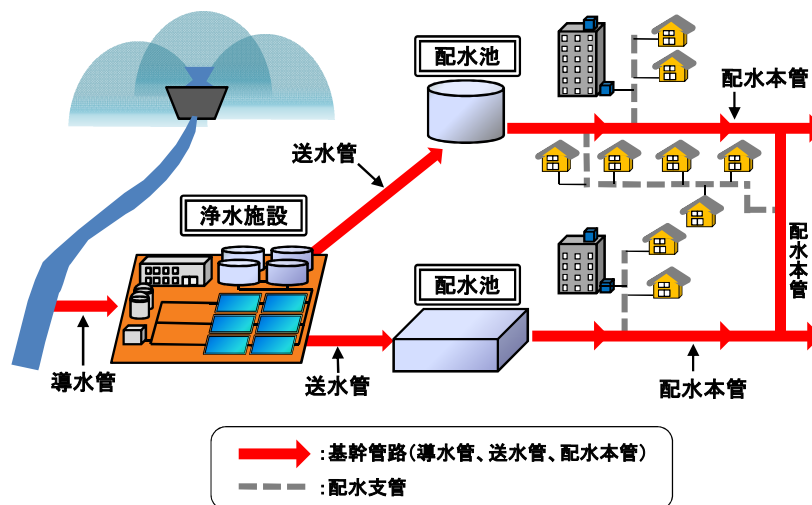 配水池
配水本管
送水管
浄水施設
配水池
配水本管
導水管
送水管
配水本管
:基幹管路(導水管、送水管、配水本管)
:配水支管